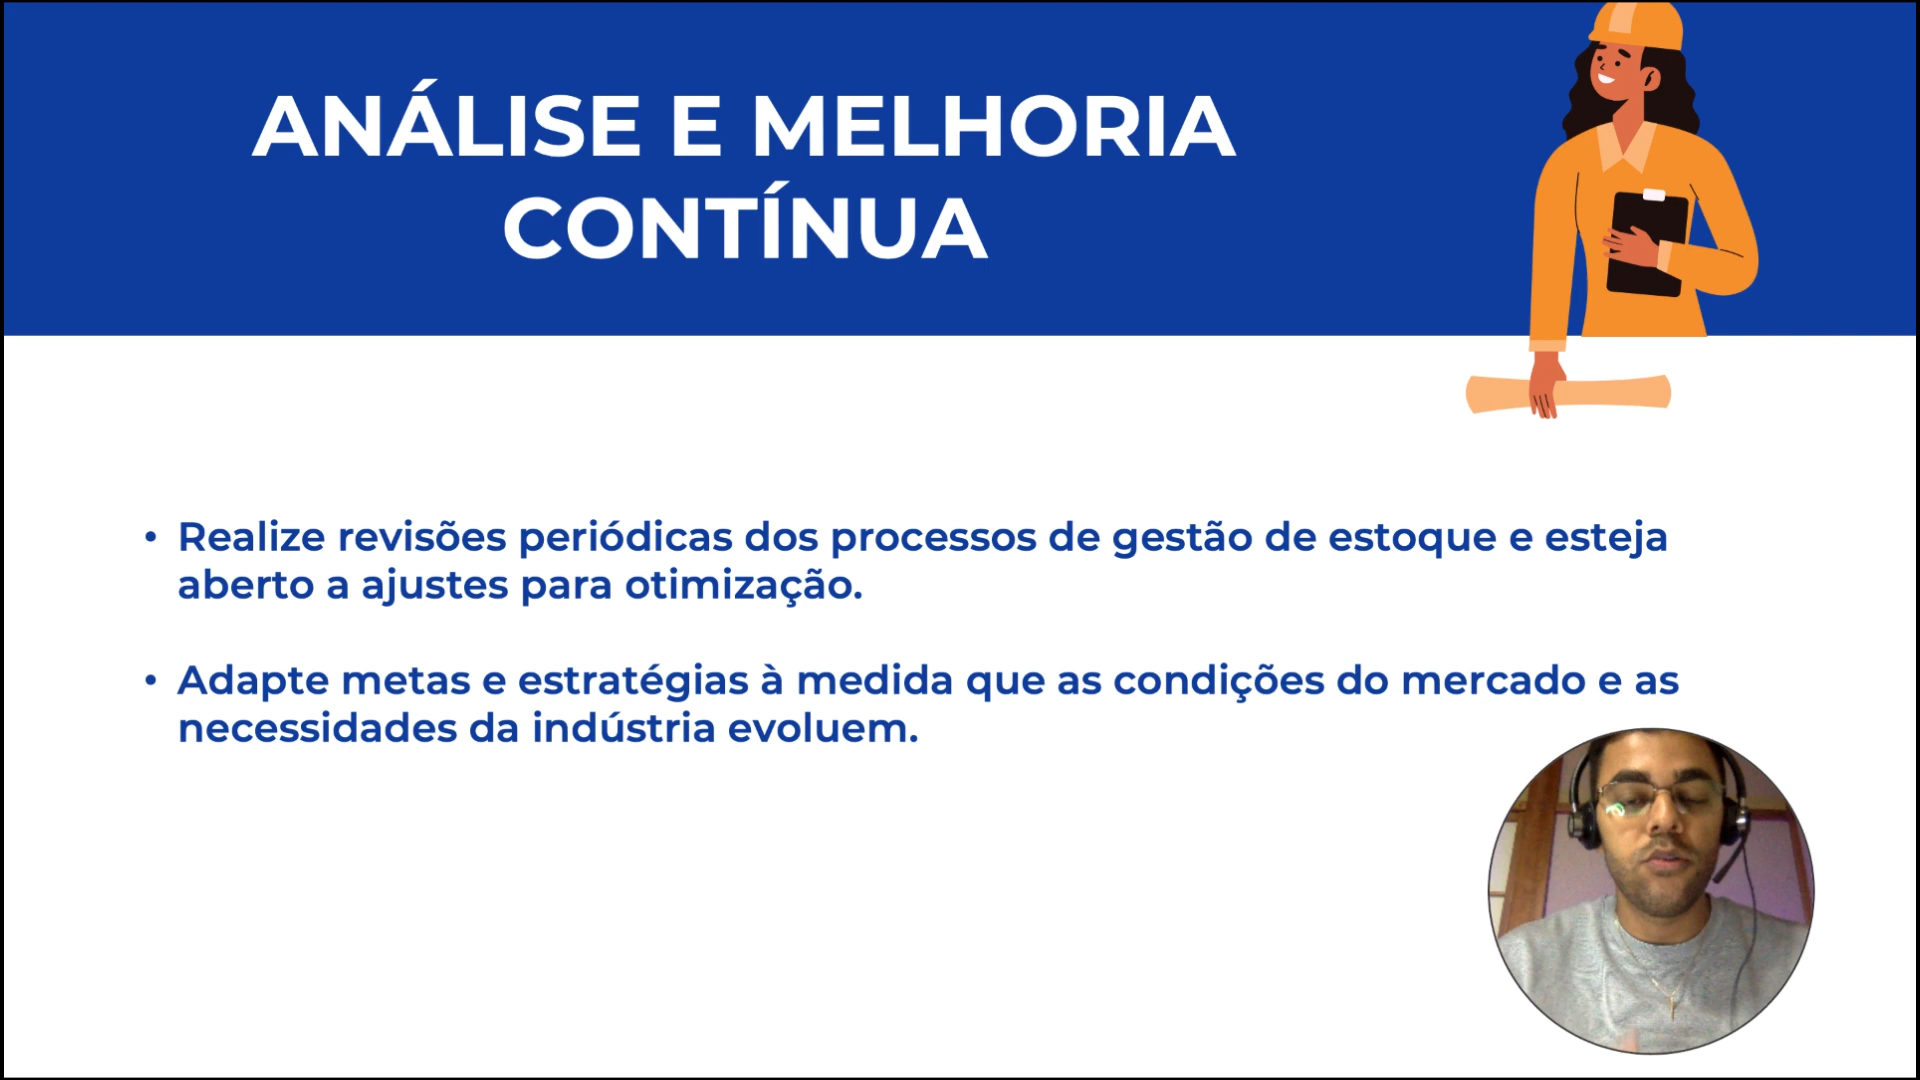 ANÁLISE E MELHORIA
CONTÍNUA
• Realize revisões periódicas dos processos de gestão de estoque e esteja
aberto a ajustes para otimização.
• Adapte metas e estratégias à medida que as condições do mercado e as
necessidades da indústria evoluem.